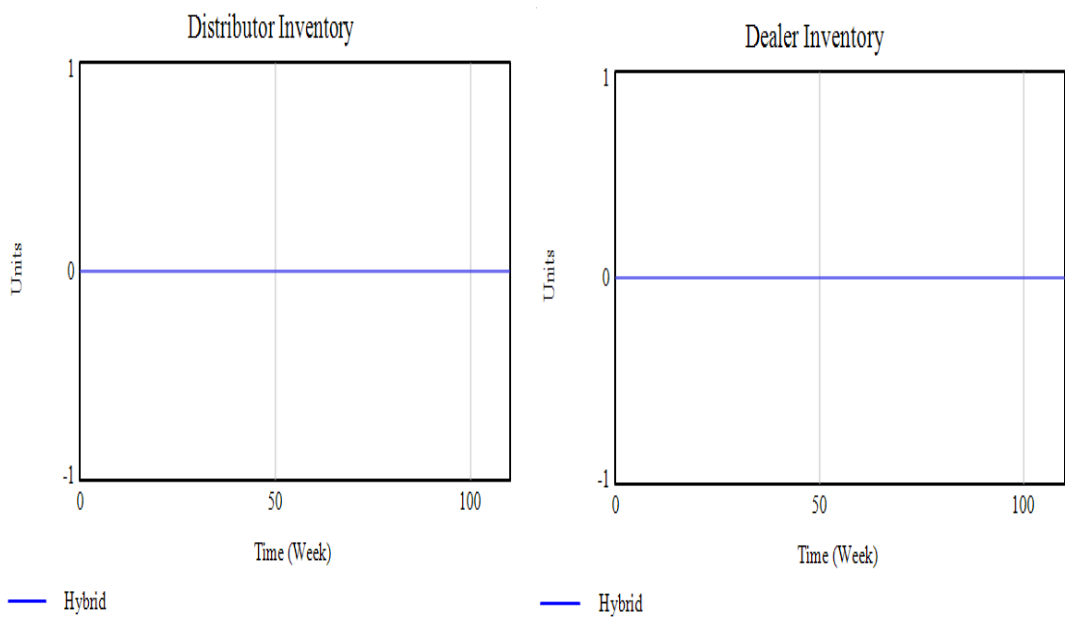 Distributor Inventory
1
0
-1
Units
0 50 100
Time (Week)
Hybrid
Dealer Inventory
1
0
-1
Units
0 50 100
Time (Week)
Hybrid